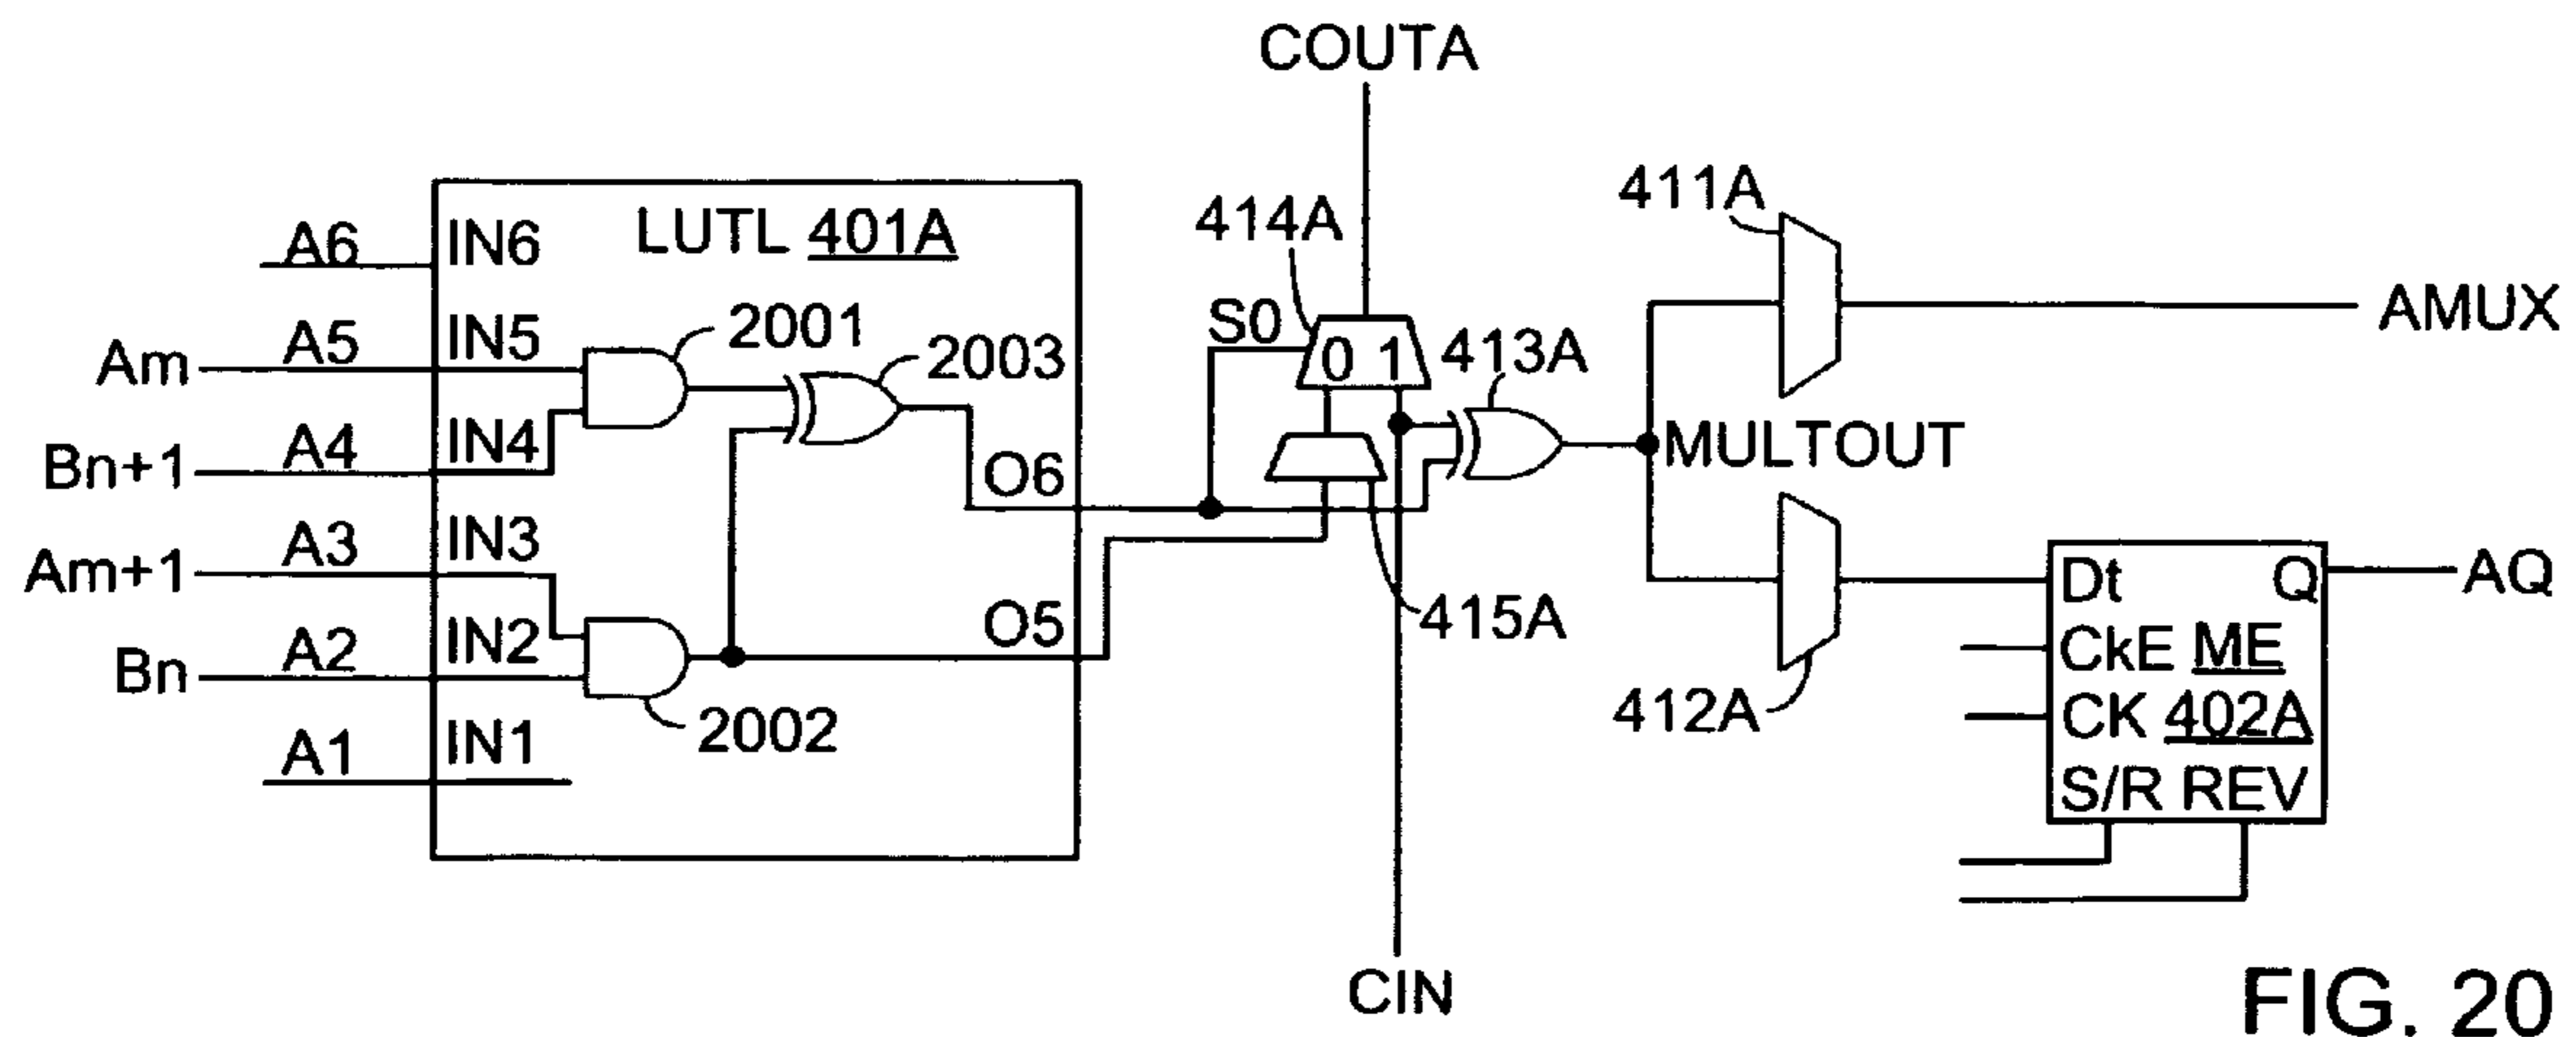 COUTA
411A
414A
A6 IN6 LUTL 401A
AMUX
Am A5 IN5 2001 S0 0 1 413A
2003
Bn+1 A4 IN4 O6 MULTOUT
Am+1 A3 IN3 Dt Q AQ
Bn A2 IN2 O5 415A CkE ME
2002 412A CK 402A
A1 IN1 S/R REV
CIN
FIG. 20